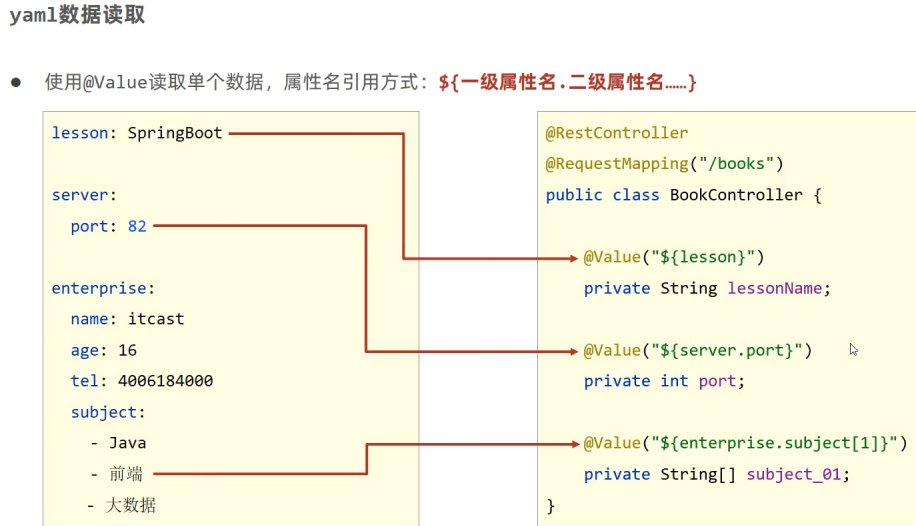 yaml数据读取
● 使用@Value读取单个数据，属性名引用方式：${一级属性名.二级属性名……}
lesson: SpringBoot
server:
port: 82
enterprise:
name: itcast
age: 16
tel: 4006184000
subject:
- Java
- 前端
- 大数据
@RestController
@RequestMapping("/books")
public class BookController {
@Value("${lesson}")
private String lessonName;
@Value("${server.port}")
private int port;
@Value("${enterprise.subject[1]}")
private String[] subject_01;
}